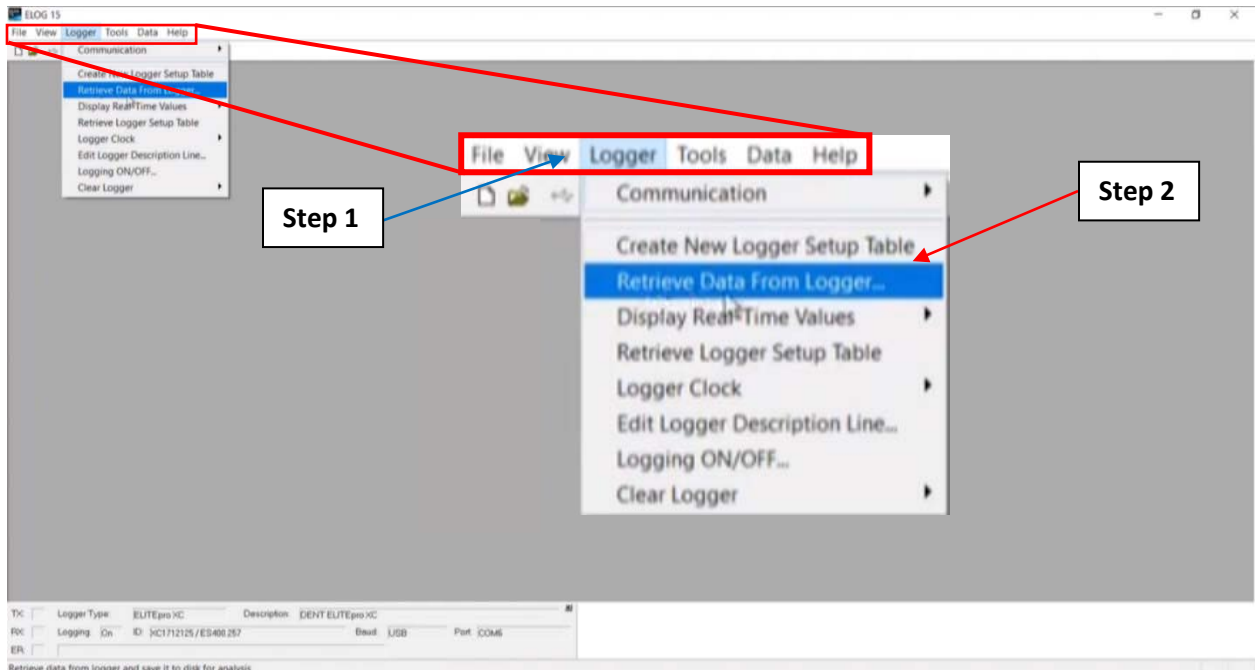 ELOG 15
File View Logger Tools Data Help
Communication
Create New Logger Setup Table
Retrieve Data From Logger...
Display Real-Time Values
Retrieve Logger Setup Table
Logger Clock
Edit Logger Description Line...
Logging ON/OFF...
Clear Logger
Step 1
File View Logger Tools Data Help
Communication
Create New Logger Setup Table
Retrieve Data From Logger...
Display Real-Time Values
Retrieve Logger Setup Table
Logger Clock
Edit Logger Description Line...
Logging ON/OFF...
Clear Logger
Step 2
TX: Logger Type: ELITEpro XC Description: DENT ELITEpro XC
RX: Logging: On ID: XC1712125 / ES400 257 Baud: USB Port: COM6
ER:
Retrieve data from logger and save it to disk for analysis